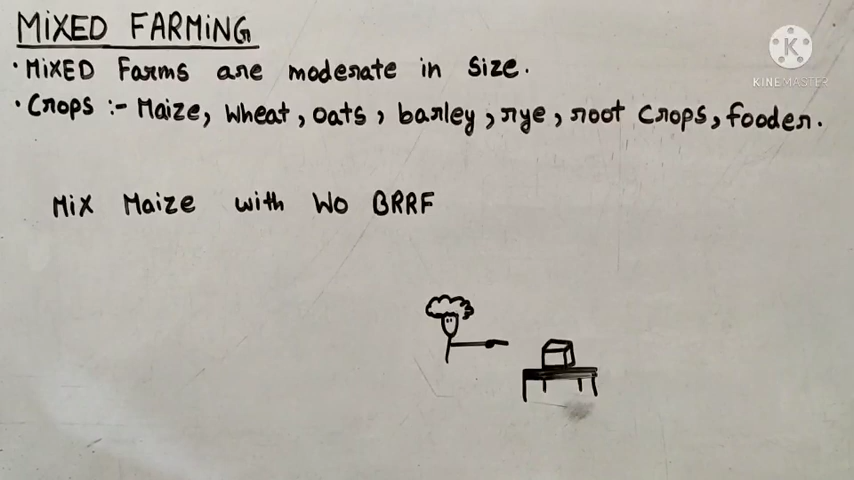 MiXED FARMiNG
· MiXED Farms are moderate in Size.
· Crops :- Maize, Wheat, oats, barley, rye, root Crops, fooder.
Mix Maize with Wo BRRF
K
KINEMASTER